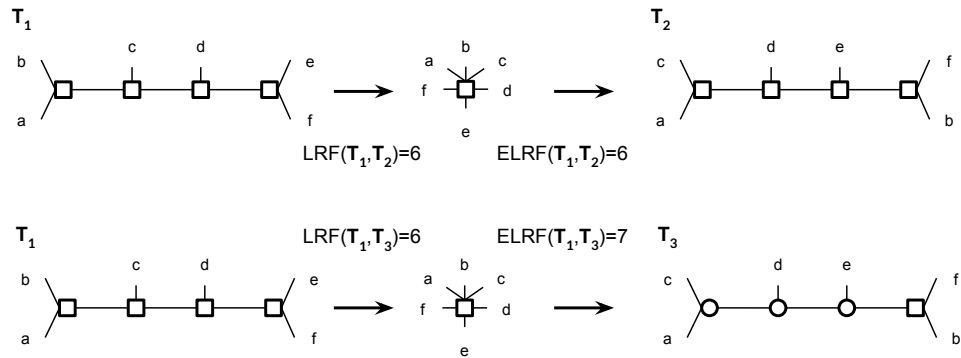 T1 T2
b c d e a b c c d e f
a f f d a b
e
LRF(T1,T2)=6 ELRF(T1,T2)=6
LRF(T1,T3)=6 ELRF(T1,T3)=7
T1 T3
b c d e a b c c d e f
a f f d a b
e